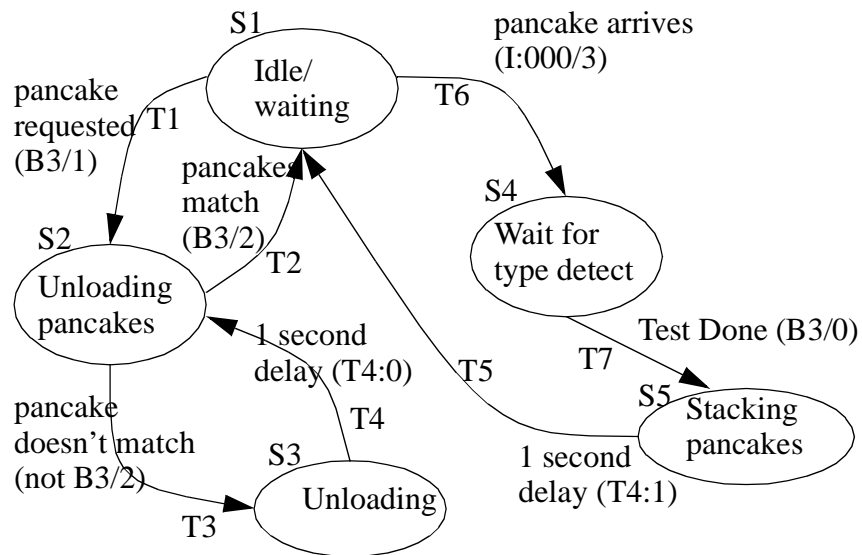 S1
Idle/
waiting
pancake arrives
(I:000/3)
T6
pancake
requested
(B3/1)
T1
pancakes
match
(B3/2)
T2
S4
Wait for
type detect
S2
Unloading
pancakes
1 second
delay (T4:0)
T4
T5
Test Done (B3/0)
T7
S5
Stacking
pancakes
pancake
doesn't match
(not B3/2)
T3
S3
Unloading
1 second
delay (T4:1)